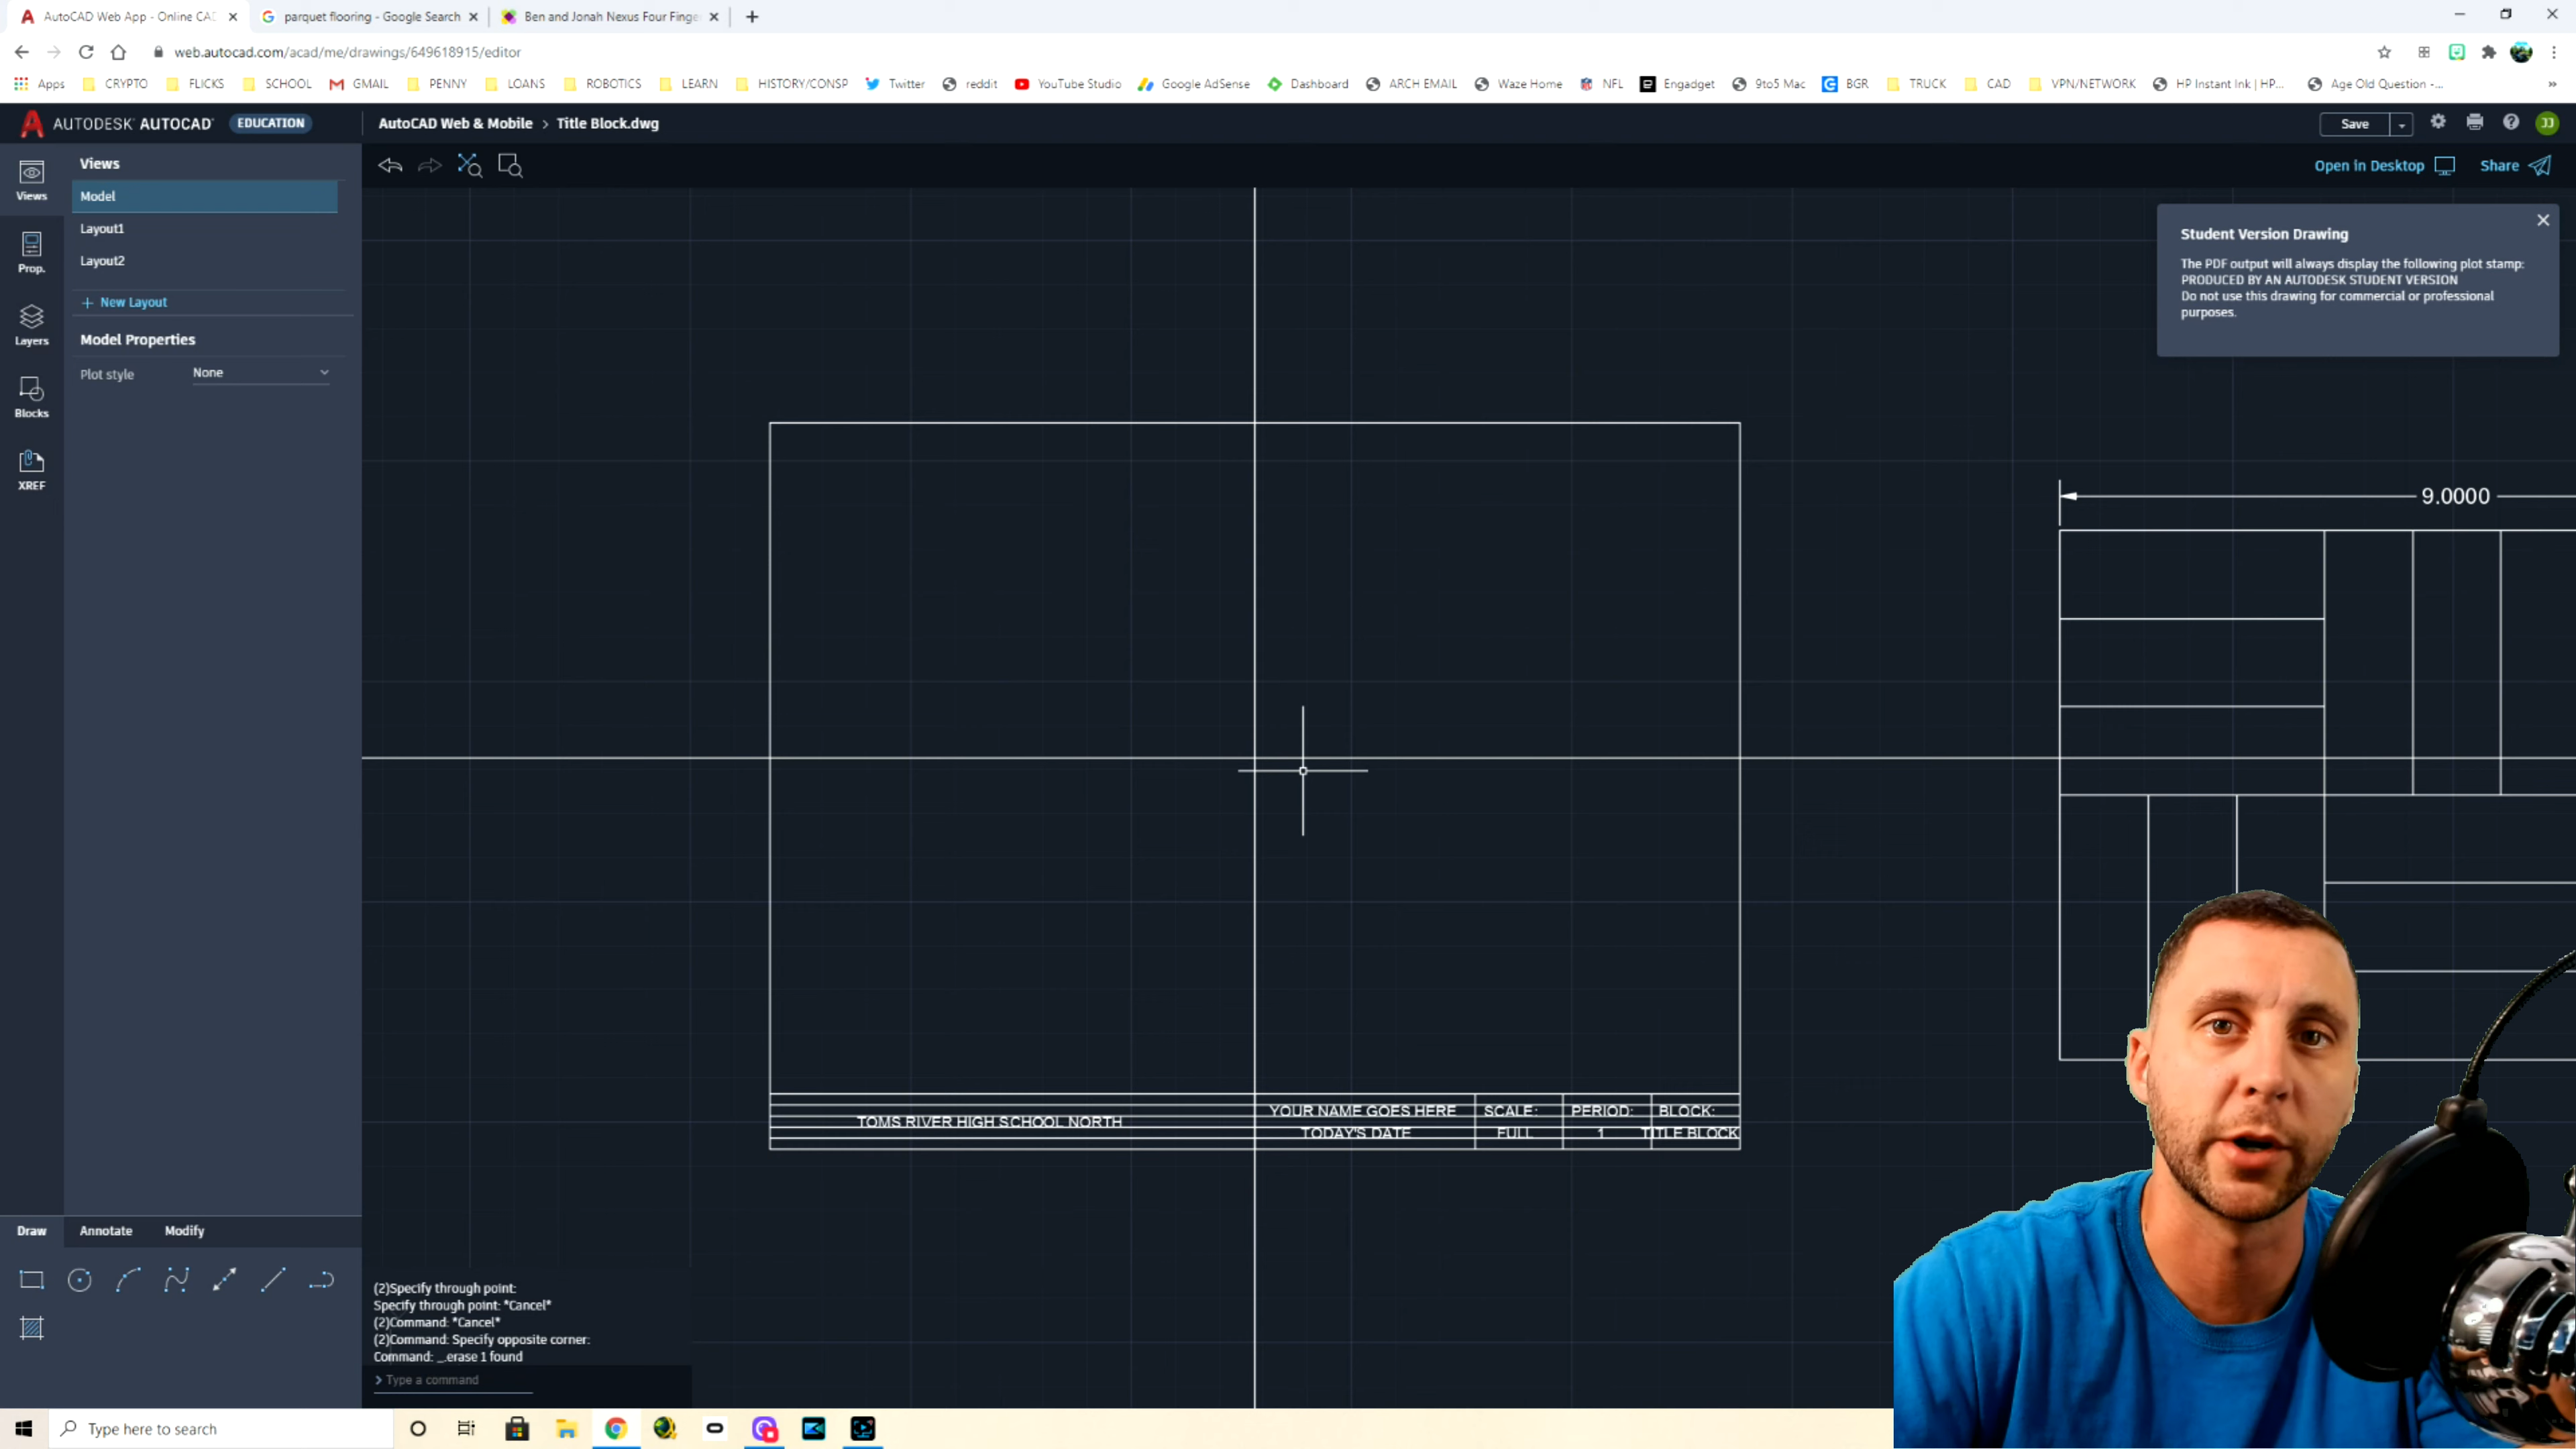 AutoCAD Web App - Online CA
parquet flooring - Google Search
Ben and Jonah Nexus Four Finge
web.autocad.com/acad/me/drawings/649618915/editor
Apps CRYPTO FLICKS SCHOOL GMAIL PENNY LOANS ROBOTICS LEARN HISTORY/CONSP Twitter reddit YouTube Studio Google AdSense Dashboard ARCH EMAIL Waze Home NFL Engadget 9to5 Mac BGR TRUCK CAD VPN/NETWORK HP Instant Ink | HP... Age Old Question -... »
AUTODESK AUTOCAD EDUCATION
AutoCAD Web & Mobile > Title Block.dwg
Save
JJ
Open in Desktop
Share
Views
Prop.
Layers
Blocks
XREF
Views
Model
Layout1
Layout2
+ New Layout
Model Properties
Plot style None
Student Version Drawing
The PDF output will always display the following plot stamp:
PRODUCED BY AN AUTODESK STUDENT VERSION
Do not use this drawing for commercial or professional
purposes.
9.0000
TOMS RIVER HIGH SCHOOL NORTH
YOUR NAME GOES HERE SCALE: PERIOD: BLOCK:
TODAY'S DATE FULL 1 TITLE BLOCK
Draw Annotate Modify
(2)Specify through point:
Specify through point: *Cancel*
(2)Command: *Cancel*
(2)Command: Specify opposite corner:
Command: _.erase 1 found
> Type a command
Type here to search